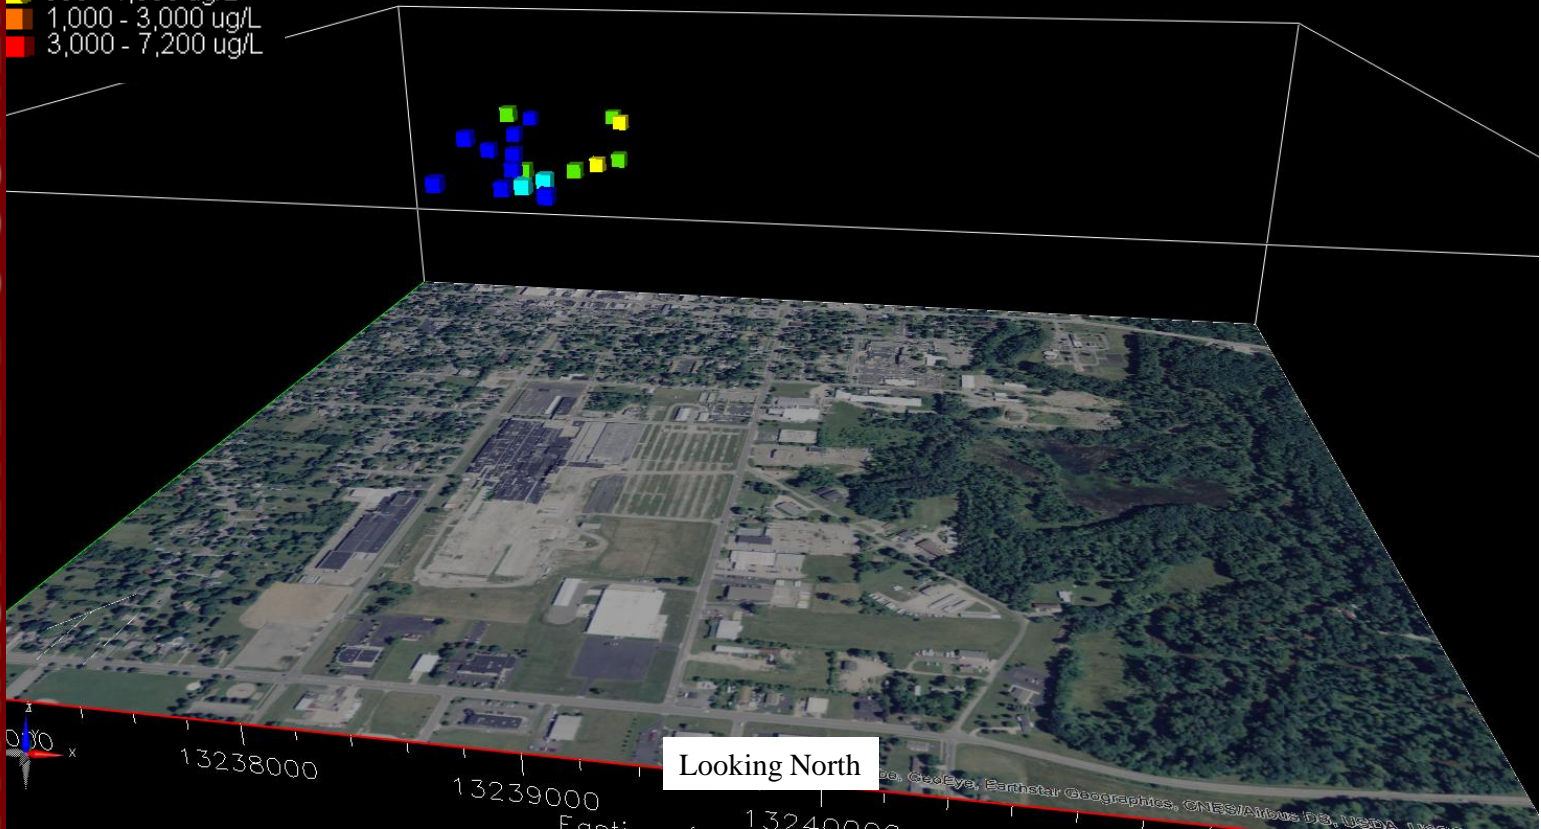 1,000 - 3,000 ug/L
3,000 - 7,200 ug/L
x
13238000
13239000
Looking North
GeoEye, Earthstar Geographics, CNES/Airbus DS, USDA,
13240000